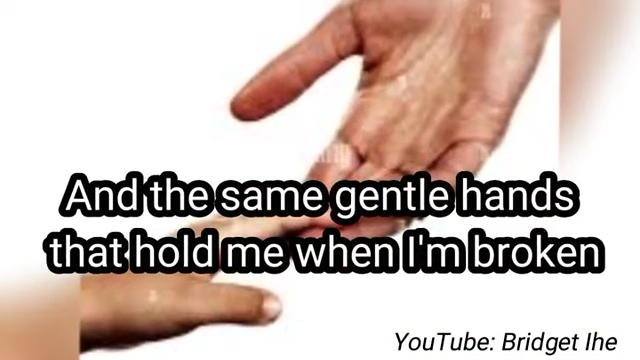 And the same gentle hands
that hold me when I'm broken
YouTube: Bridget Ihe